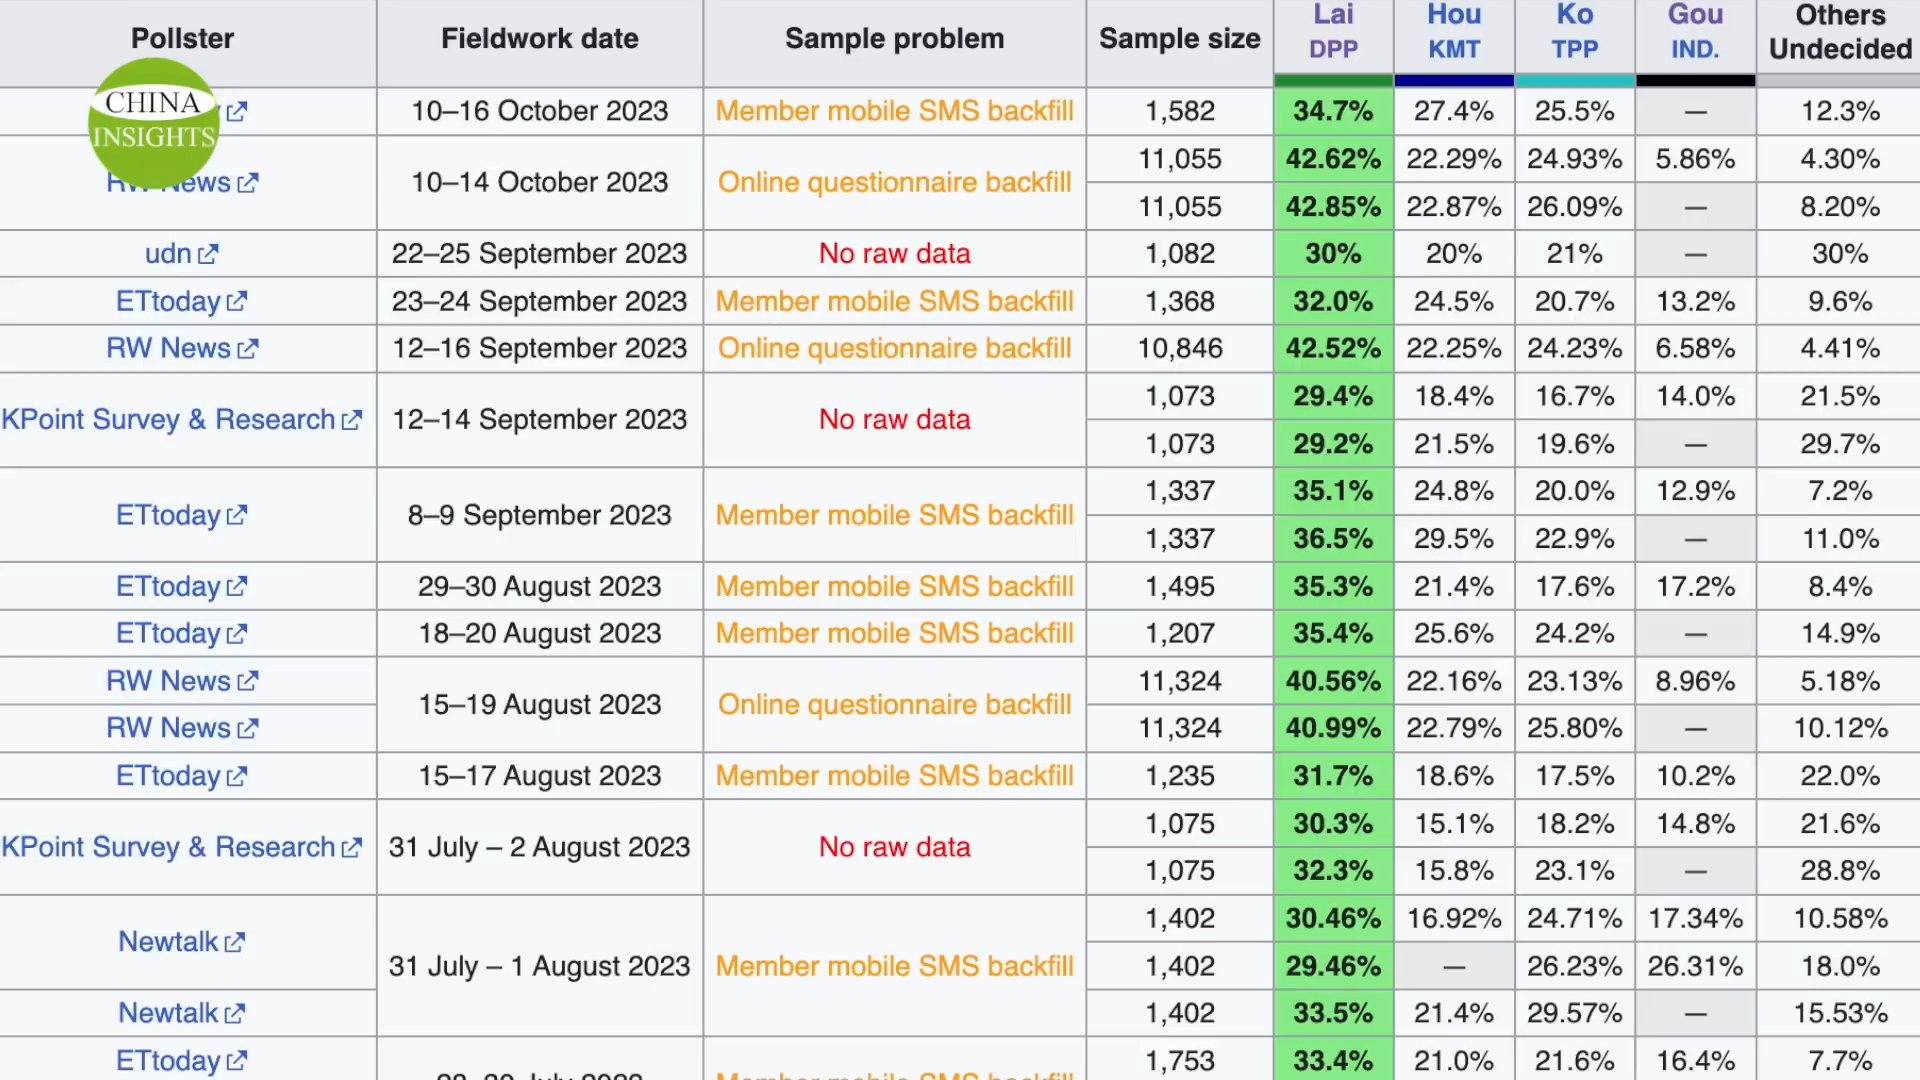 Pollster Fieldwork date Sample problem Sample size Lai DPP Hou KMT Ko TPP Gou IND. Others Undecided
CHINA INSIGHTS
10–16 October 2023 Member mobile SMS backfill 1,582 34.7% 27.4% 25.5% — 12.3%
RW News 10–14 October 2023 Online questionnaire backfill 11,055 42.62% 22.29% 24.93% 5.86% 4.30%
11,055 42.85% 22.87% 26.09% — 8.20%
udn 22–25 September 2023 No raw data 1,082 30% 20% 21% — 30%
ETtoday 23–24 September 2023 Member mobile SMS backfill 1,368 32.0% 24.5% 20.7% 13.2% 9.6%
RW News 12–16 September 2023 Online questionnaire backfill 10,846 42.52% 22.25% 24.23% 6.58% 4.41%
KPoint Survey & Research 12–14 September 2023 No raw data 1,073 29.4% 18.4% 16.7% 14.0% 21.5%
1,073 29.2% 21.5% 19.6% — 29.7%
ETtoday 8–9 September 2023 Member mobile SMS backfill 1,337 35.1% 24.8% 20.0% 12.9% 7.2%
1,337 36.5% 29.5% 22.9% — 11.0%
ETtoday 29–30 August 2023 Member mobile SMS backfill 1,495 35.3% 21.4% 17.6% 17.2% 8.4%
ETtoday 18–20 August 2023 Member mobile SMS backfill 1,207 35.4% 25.6% 24.2% — 14.9%
RW News 15–19 August 2023 Online questionnaire backfill 11,324 40.56% 22.16% 23.13% 8.96% 5.18%
RW News 11,324 40.99% 22.79% 25.80% — 10.12%
ETtoday 15–17 August 2023 Member mobile SMS backfill 1,235 31.7% 18.6% 17.5% 10.2% 22.0%
KPoint Survey & Research 31 July – 2 August 2023 No raw data 1,075 30.3% 15.1% 18.2% 14.8% 21.6%
1,075 32.3% 15.8% 23.1% — 28.8%
Newtalk 31 July – 1 August 2023 Member mobile SMS backfill 1,402 30.46% 16.92% 24.71% 17.34% 10.58%
1,402 29.46% — 26.23% 26.31% 18.0%
Newtalk 1,402 33.5% 21.4% 29.57% — 15.53%
ETtoday 1,753 33.4% 21.0% 21.6% 16.4% 7.7%